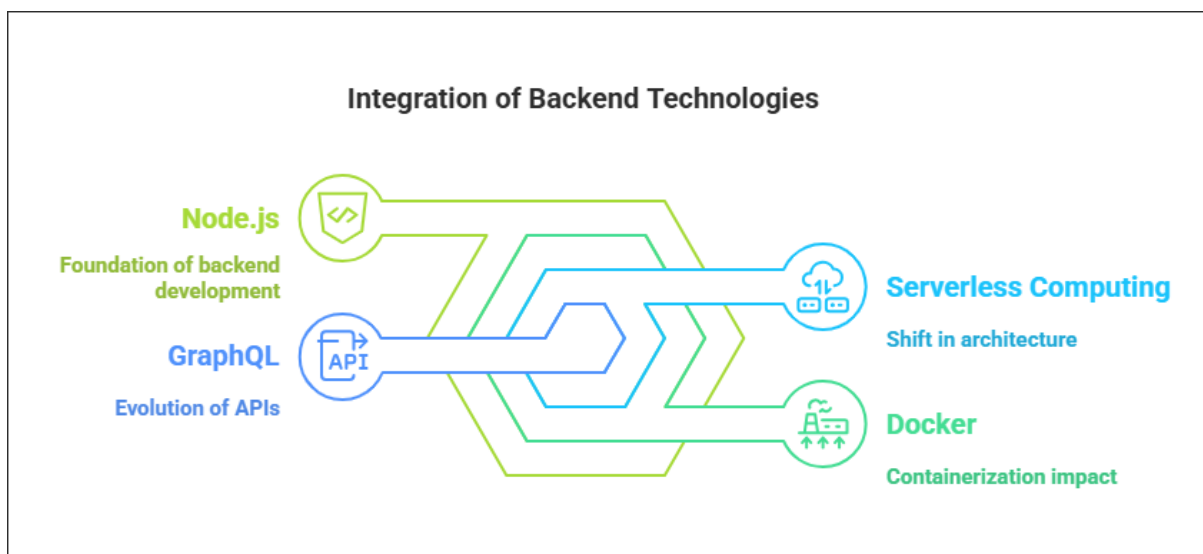 Integration of Backend Technologies
Node.js
Foundation of backend
development
GraphQL
Evolution of APIs
API
Serverless Computing
Shift in architecture
Docker
Containerization impact